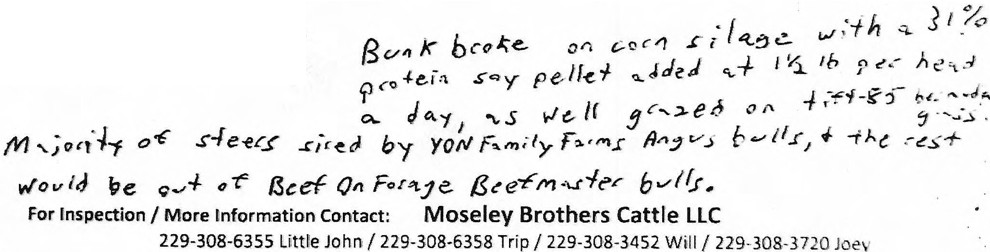 Bunk broke on corn silage with a 31%
protein soy pellet added at 1½ lb per head
a day, as well grazed on tift-85 bermuda
grass.
Majority of steers sired by YON Family Farms Angus bulls, & the rest
would be out of Beef On Forage Beefmaster bulls.
For Inspection / More Information Contact: Moseley Brothers Cattle LLC
229-308-6355 Little John / 229-308-6358 Trip / 229-308-3452 Will / 229-308-3720 Joey